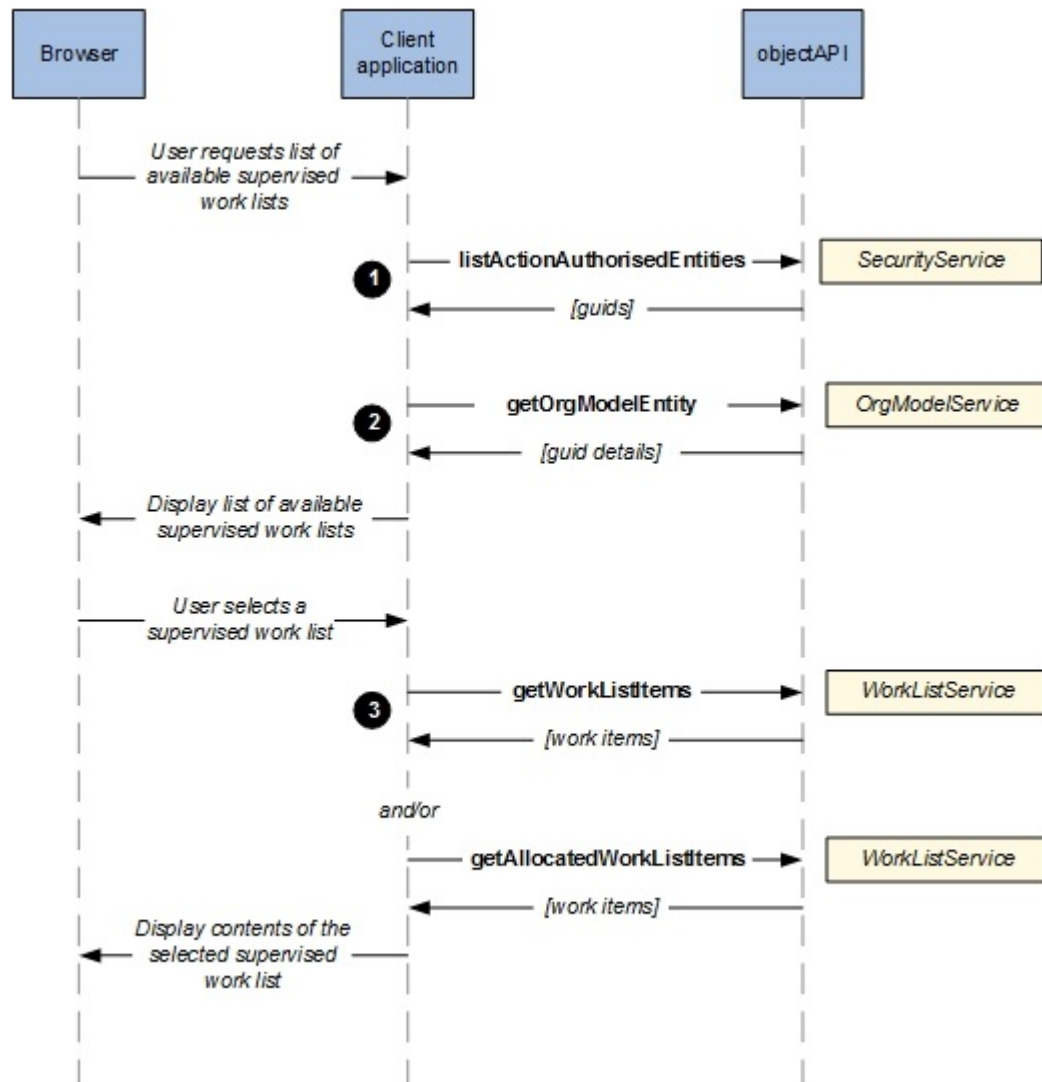 Browser
Client
application
objectAPI
User requests list of
available supervised
work lists
listActionAuthorisedEntities
SecurityService
1
[guids]
getOrgModelEntity
OrgModelService
2
[guid details]
Display list of available
supervised work lists
User selects a
supervised work list
getWorkListItems
WorkListService
3
[work items]
and/or
getAllocatedWorkListItems
WorkListService
[work items]
Display contents of the
selected supervised
work list